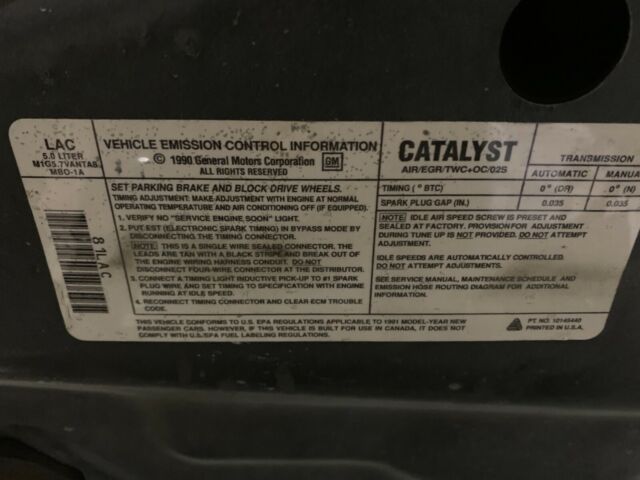 LAC
5.0 LITER
M1G5.7VANTA8
MBO-1A
81LAC
VEHICLE EMISSION CONTROL INFORMATION
© 1990 General Motors Corporation GM
ALL RIGHTS RESERVED
SET PARKING BRAKE AND BLOCK DRIVE WHEELS.
TIMING ADJUSTMENT: MAKE ADJUSTMENT WITH ENGINE AT NORMAL
OPERATING TEMPERATURE AND AIR CONDITIONING OFF (IF EQUIPPED).
1. VERIFY NO "SERVICE ENGINE SOON" LIGHT.
2. PUT EST (ELECTRONIC SPARK TIMING) IN BYPASS MODE BY
DISCONNECTING THE TIMING CONNECTOR.
NOTE: THIS IS A SINGLE WIRE SEALED CONNECTOR. THE
LEADS ARE TAN WITH A BLACK STRIPE AND BREAK OUT OF
THE ENGINE WIRING HARNESS CONDUIT. DO NOT
DISCONNECT FOUR-WIRE CONNECTOR AT THE DISTRIBUTOR.
3. CONNECT A TIMING LIGHT INDUCTIVE PICK-UP TO #1 SPARK
PLUG WIRE AND SET TIMING TO SPECIFICATION WITH ENGINE
RUNNING AT IDLE SPEED.
4. RECONNECT TIMING CONNECTOR AND CLEAR ECM TROUBLE
CODE.
CATALYST
AIR/EGR/TWC+OC/02S
TRANSMISSION
AUTOMATIC MANUA
TIMING (° BTC) 0° (DR) 0° (N)
SPARK PLUG GAP (IN.) 0.035 0.035
NOTE: IDLE AIR SPEED SCREW IS PRESET AND
SEALED AT FACTORY. PROVISION FOR ADJUSTMENT
DURING TUNE UP IS NOT PROVIDED. DO NOT ATTEMPT
ADJUSTMENT.
IDLE SPEEDS ARE AUTOMATICALLY CONTROLLED.
DO NOT ATTEMPT ADJUSTMENTS.
SEE SERVICE MANUAL, MAINTENANCE SCHEDULE AND
EMISSION HOSE ROUTING DIAGRAM FOR ADDITIONAL
INFORMATION.
THIS VEHICLE CONFORMS TO U.S. EPA REGULATIONS APPLICABLE TO 1991 MODEL-YEAR NEW
PASSENGER CARS. HOWEVER, IF THIS VEHICLE IS BUILT FOR USE IN CANADA, IT DOES NOT
COMPLY WITH U.S./EPA FUEL LABELING REGULATIONS.
PT NO. 10149440
PRINTED IN U.S.A.